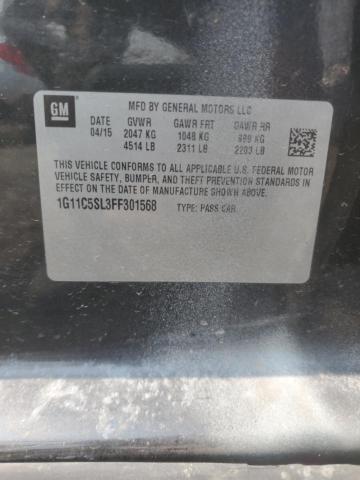 GM
MFD BY GENERAL MOTORS LLC
DATE GVWR GAWR FRT GAWR RR
04/15 2047 KG 1048 KG 999 KG
4514 LB 2311 LB 2203 LB
THIS VEHICLE CONFORMS TO ALL APPLICABLE U.S. FEDERAL MOTOR
VEHICLE SAFETY, BUMPER, AND THEFT PREVENTION STANDARDS IN
EFFECT ON THE DATE OF MANUFACTURE SHOWN ABOVE.
1G11C5SL3FF301568 TYPE: PASS CAR